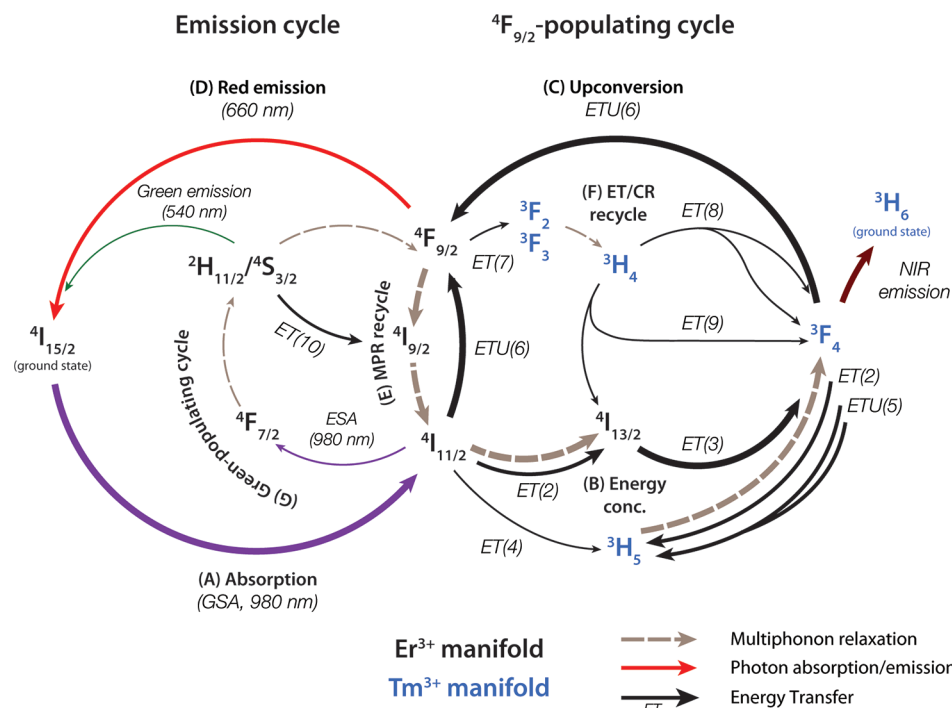 Emission cycle
⁴F₉/₂-populating cycle
(D) Red emission
(660 nm)
(C) Upconversion
ETU(6)
Green emission
(540 nm)
(F) ET/CR
recycle
³F₂
³F₃
ET(8)
³H₆
(ground state)
⁴F₉/₂
ET(7)
³H₄
NIR
emission
²H₁₁/₂/⁴S₃/₂
⁴I₁₅/₂
(ground state)
ET(10)
⁴I₉/₂
(E) MPR recycle
ETU(6)
ET(9)
³F₄
(G) Green-populating cycle
⁴F₇/₂
ESA
(980 nm)
⁴I₁₁/₂
⁴I₁₃/₂
ET(2)
ETU(5)
ET(3)
ET(2)
(B) Energy
conc.
ET(4)
³H₅
(A) Absorption
(GSA, 980 nm)
Er³⁺ manifold
Tm³⁺ manifold
Multiphonon relaxation
Photon absorption/emission
Energy Transfer